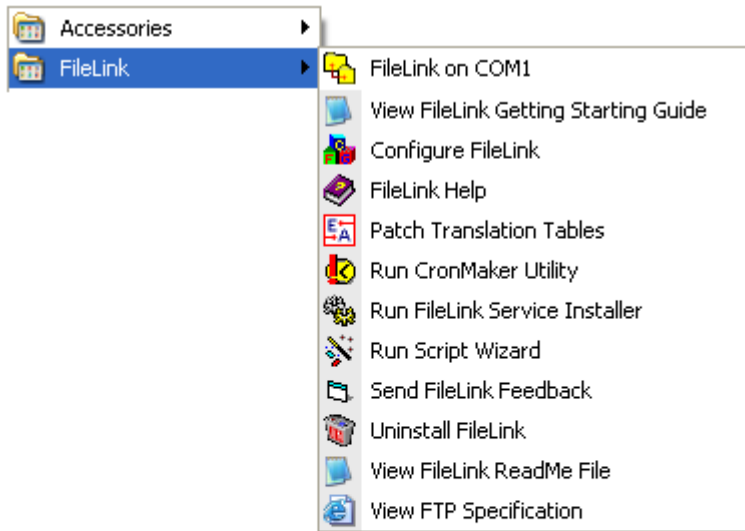 Accessories
FileLink
FileLink on COM1
View FileLink Getting Starting Guide
Configure FileLink
FileLink Help
Patch Translation Tables
Run CronMaker Utility
Run FileLink Service Installer
Run Script Wizard
Send FileLink Feedback
Uninstall FileLink
View FileLink ReadMe File
View FTP Specification